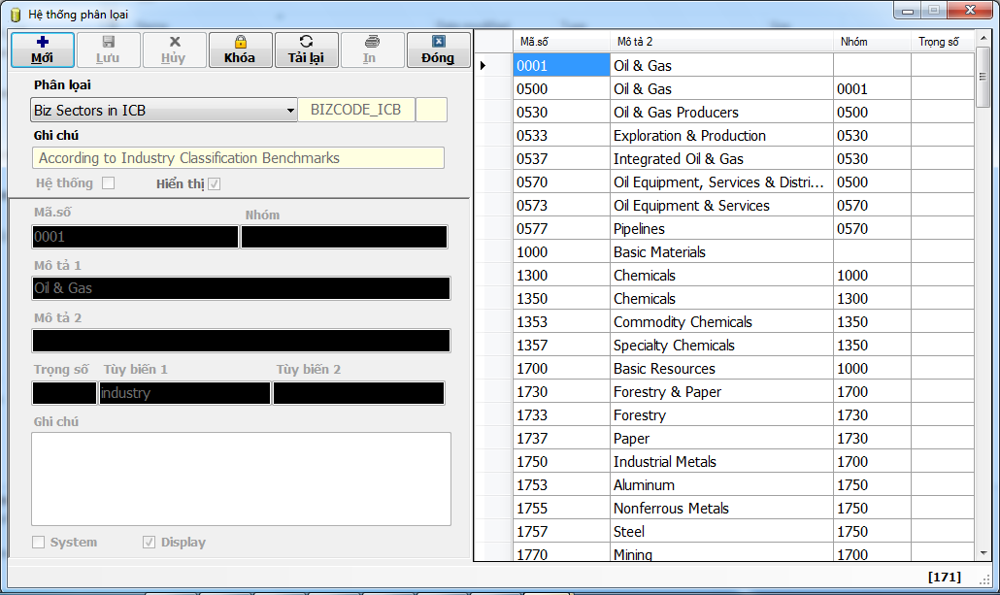 Hệ thống phân lọai
Mới Lưu Hủy Khóa Tải lại In Đóng
Phân lọai
Biz Sectors in ICB BIZCODE_ICB
Ghi chú
According to Industry Classification Benchmarks
Hệ thống Hiển thị
Mã.số Nhóm
0001
Mô tả 1
Oil & Gas
Mô tả 2
Trọng số Tùy biến 1 Tùy biến 2
industry
Ghi chú
System Display
Mã.số Mô tả 2 Nhóm Trọng số
0001 Oil & Gas
0500 Oil & Gas 0001
0530 Oil & Gas Producers 0500
0533 Exploration & Production 0530
0537 Integrated Oil & Gas 0530
0570 Oil Equipment, Services & Distri... 0500
0573 Oil Equipment & Services 0570
0577 Pipelines 0570
1000 Basic Materials
1300 Chemicals 1000
1350 Chemicals 1300
1353 Commodity Chemicals 1350
1357 Specialty Chemicals 1350
1700 Basic Resources 1000
1730 Forestry & Paper 1700
1733 Forestry 1730
1737 Paper 1730
1750 Industrial Metals 1700
1753 Aluminum 1750
1755 Nonferrous Metals 1750
1757 Steel 1750
1770 Mining 1700
[171]